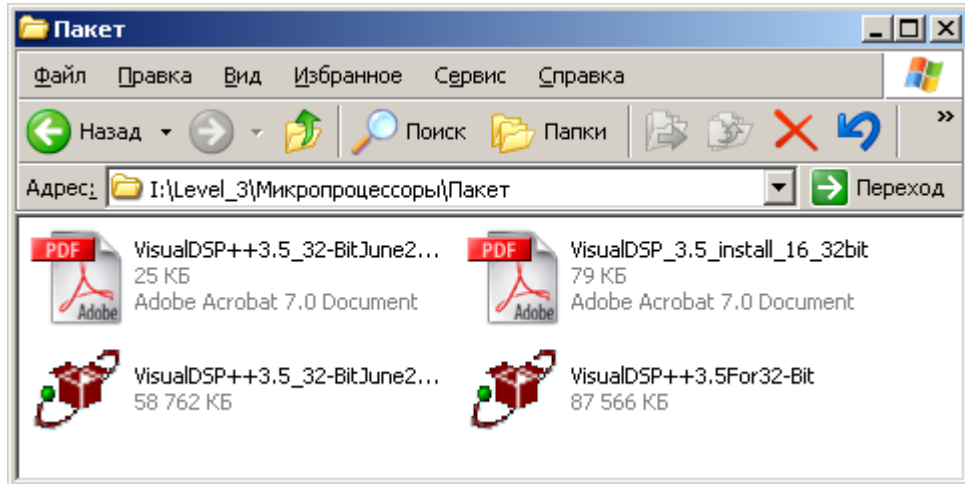 Пакет
Файл Правка Вид Избранное Сервис Справка
Назад Поиск Папки »
Адрес: I:\Level_3\Микропроцессоры\Пакет Переход
PDF VisualDSP++3.5_32-BitJune2... PDF VisualDSP_3.5_install_16_32bit
25 КБ 79 КБ
Adobe Adobe Acrobat 7.0 Document Adobe Adobe Acrobat 7.0 Document
VisualDSP++3.5_32-BitJune2... VisualDSP++3.5For32-Bit
58 762 КБ 87 566 КБ